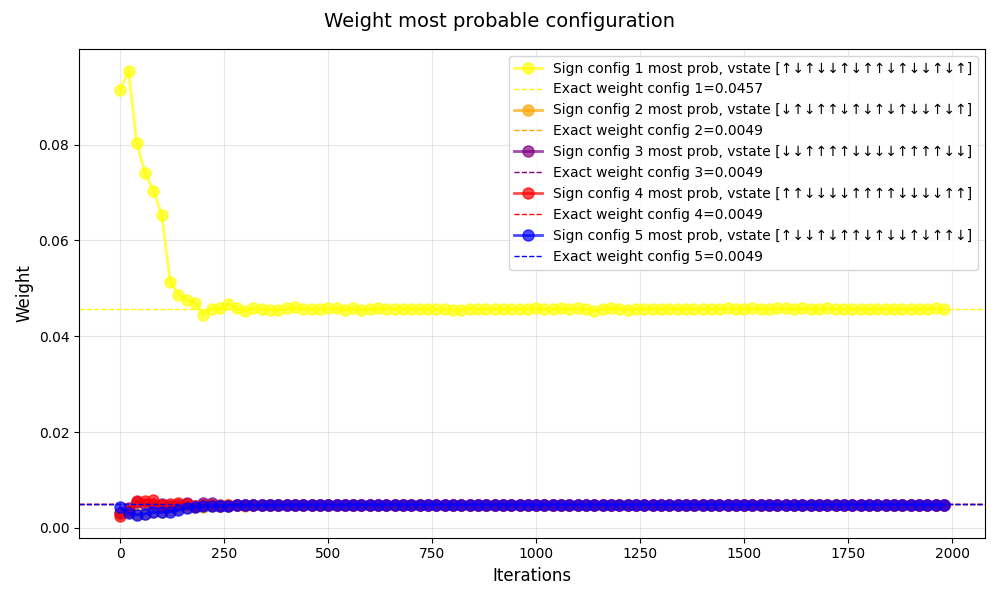 Weight most probable configuration
Sign config 1 most prob, vstate [↑↓↑↓↓↑↓↑↑↓↑↓↓↑↓↑]
Exact weight config 1=0.0457
Sign config 2 most prob, vstate [↓↑↓↑↑↓↑↓↑↓↑↓↓↑↓↑]
Exact weight config 2=0.0049
Sign config 3 most prob, vstate [↓↓↑↑↑↑↓↓↓↓↑↑↑↑↓↓]
Exact weight config 3=0.0049
Sign config 4 most prob, vstate [↑↑↓↓↓↓↑↑↑↑↓↓↓↓↑↑]
Exact weight config 4=0.0049
Sign config 5 most prob, vstate [↑↓↓↑↓↑↑↓↑↓↓↑↓↑↑↓]
Exact weight config 5=0.0049
Weight
0.08
0.06
0.04
0.02
0.00
0 250 500 750 1000 1250 1500 1750 2000
Iterations